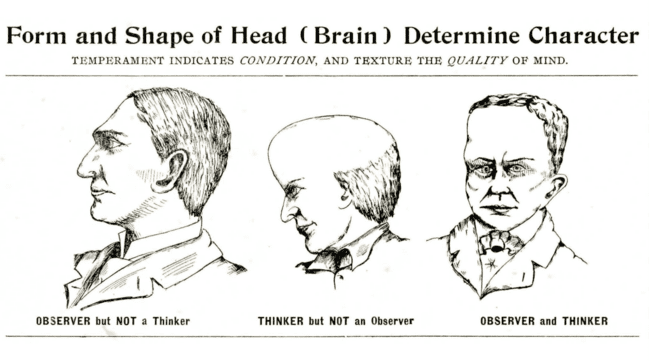 Form and Shape of Head (Brain) Determine Character
TEMPERAMENT INDICATES CONDITION, AND TEXTURE THE QUALITY OF MIND.
OBSERVER but NOT a Thinker
THINKER but NOT an Observer
OBSERVER and THINKER